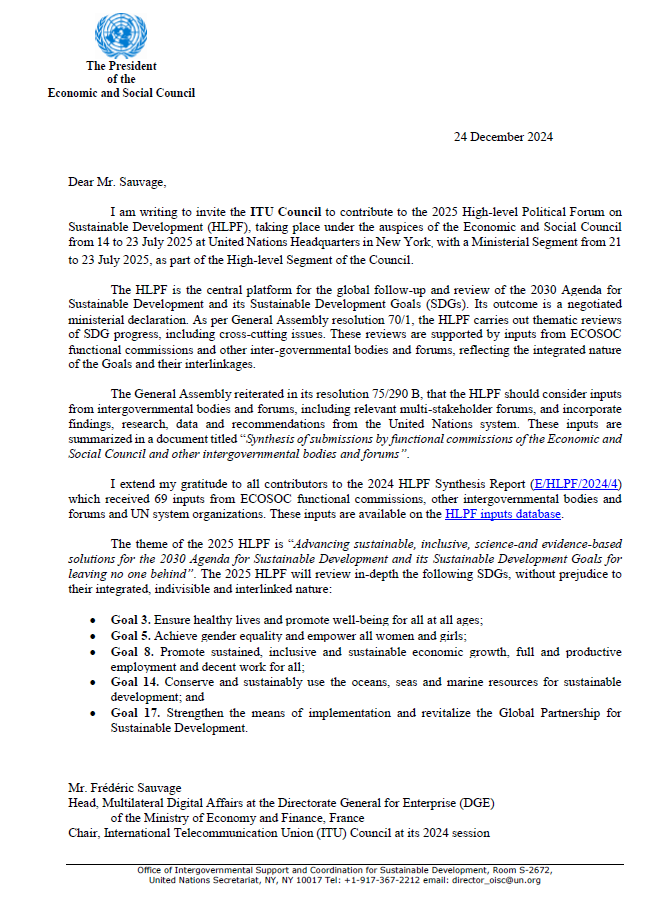 The President
of the
Economic and Social Council
24 December 2024
Dear Mr. Sauvage,
I am writing to invite the ITU Council to contribute to the 2025 High-level Political Forum on
Sustainable Development (HLPF), taking place under the auspices of the Economic and Social Council
from 14 to 23 July 2025 at United Nations Headquarters in New York, with a Ministerial Segment from 21
to 23 July 2025, as part of the High-level Segment of the Council.
The HLPF is the central platform for the global follow-up and review of the 2030 Agenda for
Sustainable Development and its Sustainable Development Goals (SDGs). Its outcome is a negotiated
ministerial declaration. As per General Assembly resolution 70/1, the HLPF carries out thematic reviews
of SDG progress, including cross-cutting issues. These reviews are supported by inputs from ECOSOC
functional commissions and other inter-governmental bodies and forums, reflecting the integrated nature
of the Goals and their interlinkages.
The General Assembly reiterated in its resolution 75/290 B, that the HLPF should consider inputs
from intergovernmental bodies and forums, including relevant multi-stakeholder forums, and incorporate
findings, research, data and recommendations from the United Nations system. These inputs are
summarized in a document titled “Synthesis of submissions by functional commissions of the Economic and
Social Council and other intergovernmental bodies and forums”.
I extend my gratitude to all contributors to the 2024 HLPF Synthesis Report (E/HLPF/2024/4)
which received 69 inputs from ECOSOC functional commissions, other intergovernmental bodies and
forums and UN system organizations. These inputs are available on the HLPF inputs database.
The theme of the 2025 HLPF is “Advancing sustainable, inclusive, science-and evidence-based
solutions for the 2030 Agenda for Sustainable Development and its Sustainable Development Goals for
leaving no one behind”. The 2025 HLPF will review in-depth the following SDGs, without prejudice to
their integrated, indivisible and interlinked nature:
• Goal 3. Ensure healthy lives and promote well-being for all at all ages;
• Goal 5. Achieve gender equality and empower all women and girls;
• Goal 8. Promote sustained, inclusive and sustainable economic growth, full and productive
employment and decent work for all;
• Goal 14. Conserve and sustainably use the oceans, seas and marine resources for sustainable
development; and
• Goal 17. Strengthen the means of implementation and revitalize the Global Partnership for
Sustainable Development.
Mr. Frédéric Sauvage
Head, Multilateral Digital Affairs at the Directorate General for Enterprise (DGE)
of the Ministry of Economy and Finance, France
Chair, International Telecommunication Union (ITU) Council at its 2024 session
Office of Intergovernmental Support and Coordination for Sustainable Development, Room S-2672,
United Nations Secretariat, NY, NY 10017 Tel: +1-917-367-2212 email: director_oisc@un.org